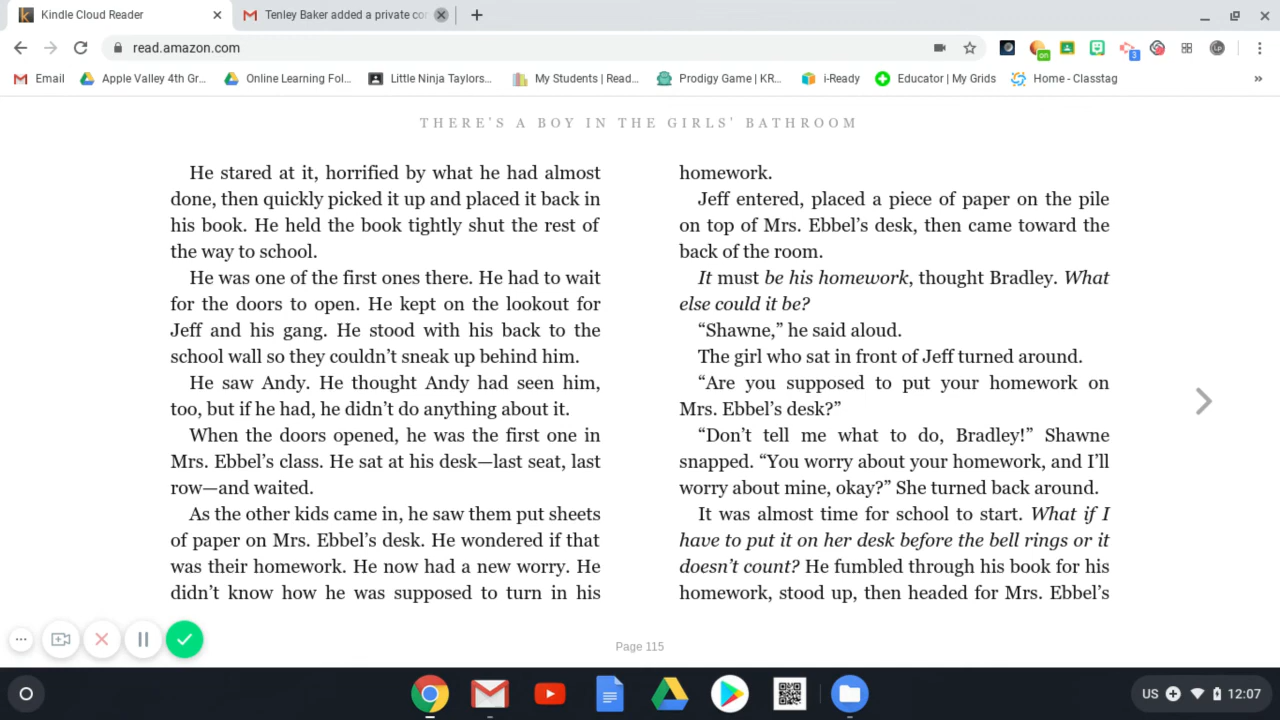 Kindle Cloud Reader
Tenley Baker added a private co
read.amazon.com
on
3
LP
Email
Apple Valley 4th Gr...
Online Learning Fol...
Little Ninja Taylors...
My Students | Read...
Prodigy Game | KR...
i-Ready
Educator | My Grids
Home - Classtag
»
THERE'S A BOY IN THE GIRLS' BATHROOM
He stared at it, horrified by what he had almost
done, then quickly picked it up and placed it back in
his book. He held the book tightly shut the rest of
the way to school.
He was one of the first ones there. He had to wait
for the doors to open. He kept on the lookout for
Jeff and his gang. He stood with his back to the
school wall so they couldn't sneak up behind him.
He saw Andy. He thought Andy had seen him,
too, but if he had, he didn't do anything about it.
When the doors opened, he was the first one in
Mrs. Ebbel's class. He sat at his desk—last seat, last
row—and waited.
As the other kids came in, he saw them put sheets
of paper on Mrs. Ebbel's desk. He wondered if that
was their homework. He now had a new worry. He
didn't know how he was supposed to turn in his
homework.
Jeff entered, placed a piece of paper on the pile
on top of Mrs. Ebbel's desk, then came toward the
back of the room.
It must be his homework, thought Bradley. What
else could it be?
“Shawne,” he said aloud.
The girl who sat in front of Jeff turned around.
“Are you supposed to put your homework on
Mrs. Ebbel's desk?”
“Don't tell me what to do, Bradley!” Shawne
snapped. “You worry about your homework, and I'll
worry about mine, okay?” She turned back around.
It was almost time for school to start. What if I
have to put it on her desk before the bell rings or it
doesn't count? He fumbled through his book for his
homework, stood up, then headed for Mrs. Ebbel's
Page 115
US
12:07